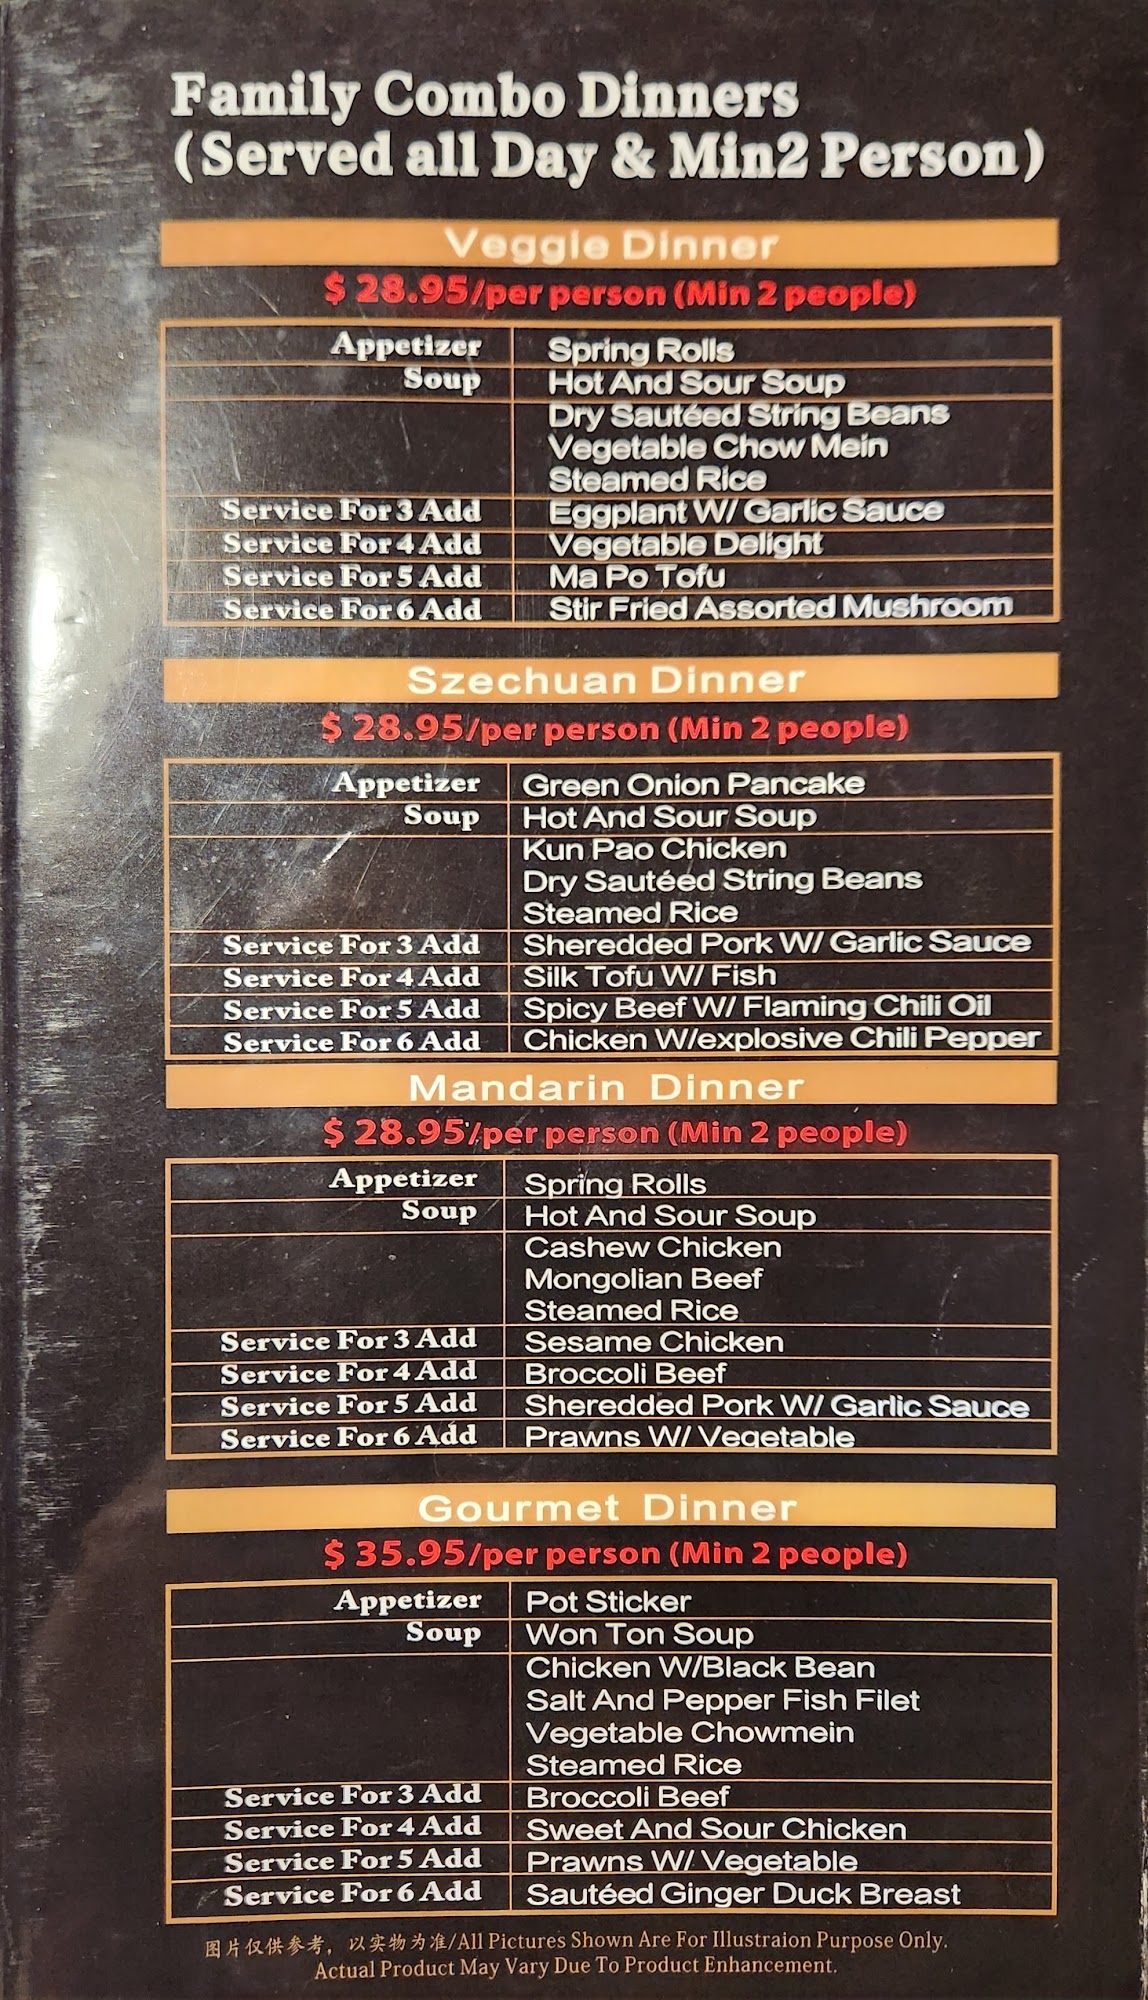 Family Combo Dinners
(Served all Day & Min2 Person)
Veggie Dinner
$ 28.95/per person (Min 2 people)
Appetizer Spring Rolls
Soup Hot And Sour Soup
Dry Sautéed String Beans
Vegetable Chow Mein
Steamed Rice
Service For 3 Add Eggplant W/ Garlic Sauce
Service For 4 Add Vegetable Delight
Service For 5 Add Ma Po Tofu
Service For 6 Add Stir Fried Assorted Mushroom
Szechuan Dinner
$ 28.95/per person (Min 2 people)
Appetizer Green Onion Pancake
Soup Hot And Sour Soup
Kun Pao Chicken
Dry Sautéed String Beans
Steamed Rice
Service For 3 Add Sheredded Pork W/ Garlic Sauce
Service For 4 Add Silk Tofu W/ Fish
Service For 5 Add Spicy Beef W/ Flaming Chili Oil
Service For 6 Add Chicken W/explosive Chili Pepper
Mandarin Dinner
$ 28.95/per person (Min 2 people)
Appetizer Spring Rolls
Soup Hot And Sour Soup
Cashew Chicken
Mongolian Beef
Steamed Rice
Service For 3 Add Sesame Chicken
Service For 4 Add Broccoli Beef
Service For 5 Add Sheredded Pork W/ Garlic Sauce
Service For 6 Add Prawns W/ Vegetable
Gourmet Dinner
$ 35.95/per person (Min 2 people)
Appetizer Pot Sticker
Soup Won Ton Soup
Chicken W/Black Bean
Salt And Pepper Fish Filet
Vegetable Chowmein
Steamed Rice
Service For 3 Add Broccoli Beef
Service For 4 Add Sweet And Sour Chicken
Service For 5 Add Prawns W/ Vegetable
Service For 6 Add Sautéed Ginger Duck Breast
图片仅供参考，以实物为准/All Pictures Shown Are For Illustraion Purpose Only.
Actual Product May Vary Due To Product Enhancement.